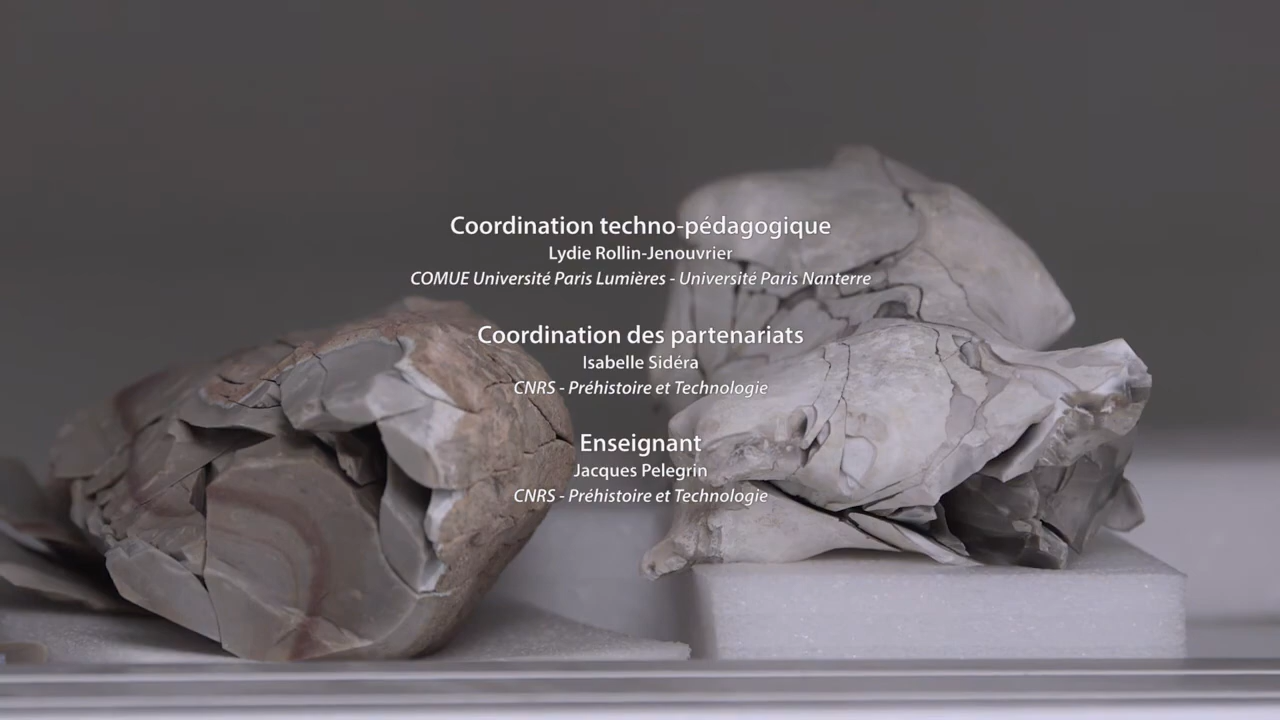 Coordination techno-pédagogique
Lydie Rollin-Jenouvrier
COMUE Université Paris Lumières - Université Paris Nanterre
Coordination des partenariats
Isabelle Sidéra
CNRS - Préhistoire et Technologie
Enseignant
Jacques Pelegrin
CNRS - Préhistoire et Technologie